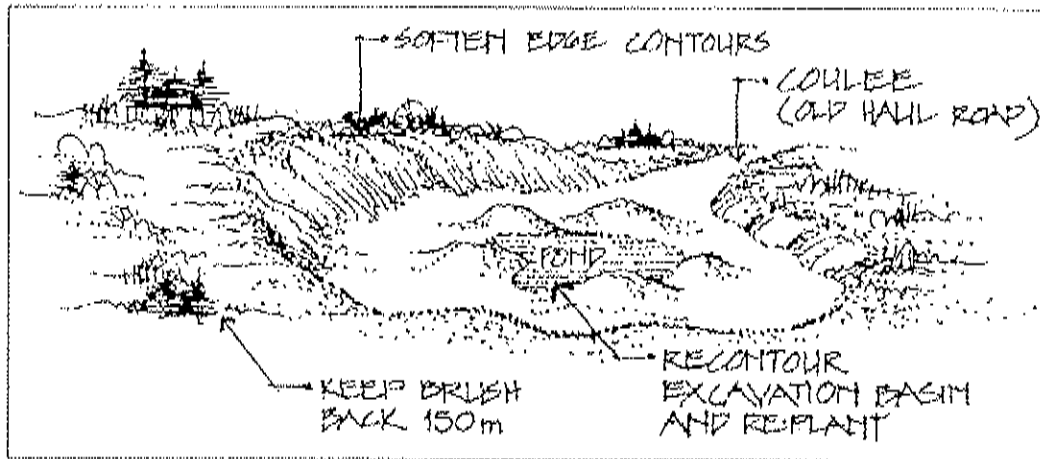 SOFTEN EDGE CONTOURS
COULEE
(OLD HAUL ROAD)
POND
KEEP BRUSH
BACK 150m
RECONTOUR
EXCAVATION BASIN
AND REPLANT